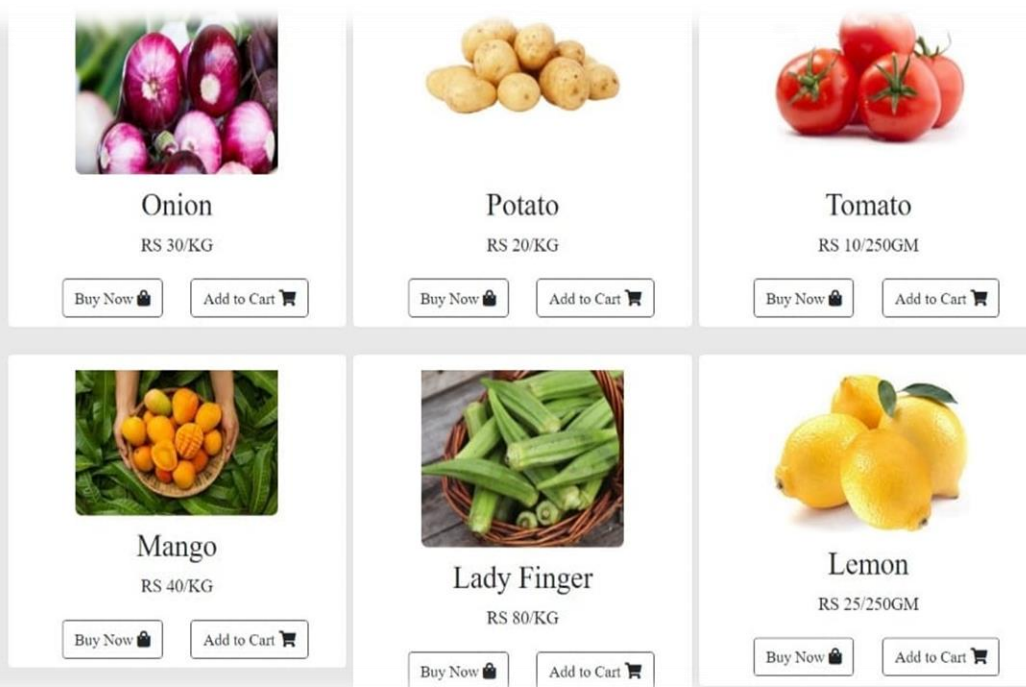 Onion
RS 30/KG
Buy Now Add to Cart
Potato
RS 20/KG
Buy Now Add to Cart
Tomato
RS 10/250GM
Buy Now Add to Cart
Mango
RS 40/KG
Buy Now Add to Cart
Lady Finger
RS 80/KG
Buy Now Add to Cart
Lemon
RS 25/250GM
Buy Now Add to Cart